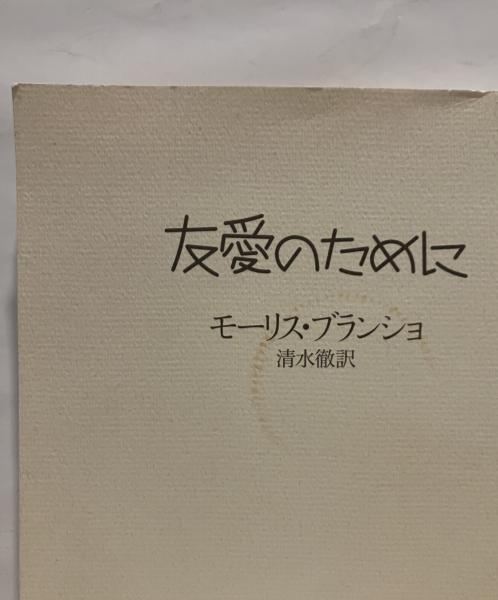 友愛のために
モーリス・ブランショ
清水徹訳